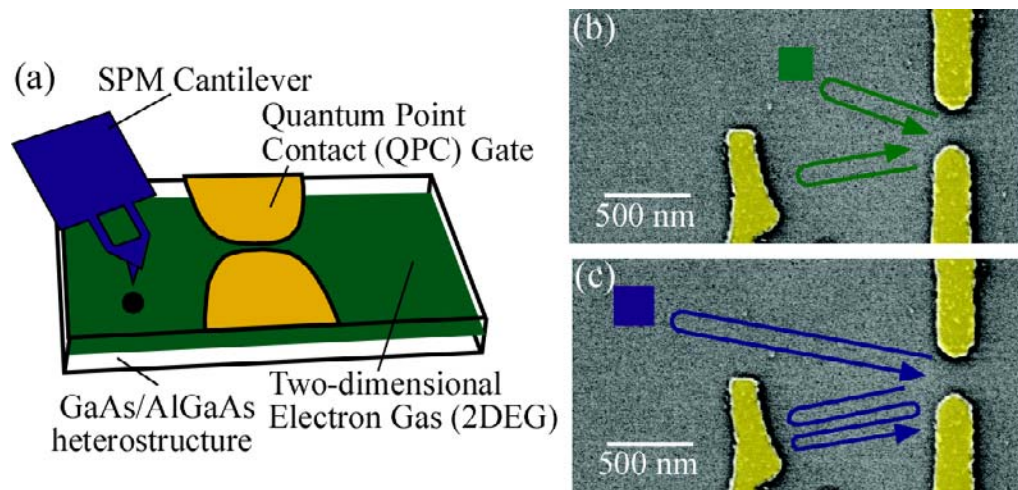 (a)
SPM Cantilever
Quantum Point
Contact (QPC) Gate
GaAs/AlGaAs
heterostructure
Two-dimensional
Electron Gas (2DEG)
(b)
500 nm
(c)
500 nm